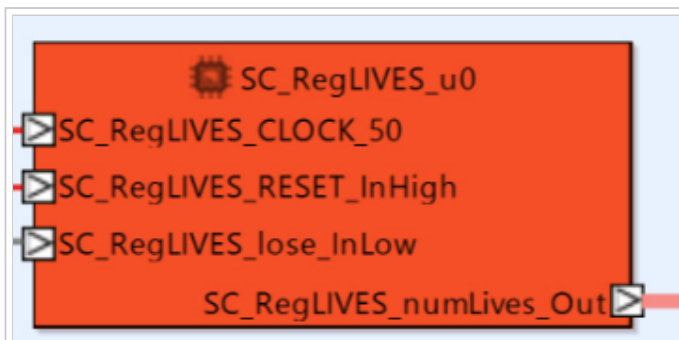 SC_RegLIVES_u0
SC_RegLIVES_CLOCK_50
SC_RegLIVES_RESET_InHigh
SC_RegLIVES_lose_InLow
SC_RegLIVES_numLives_Out